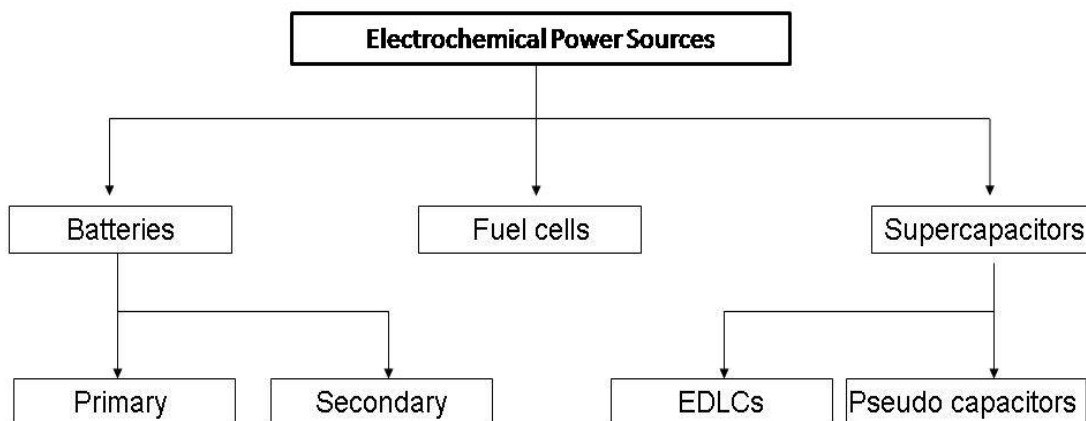 Electrochemical Power Sources
Batteries
Fuel cells
Supercapacitors
Primary
Secondary
EDLCs
Pseudo capacitors